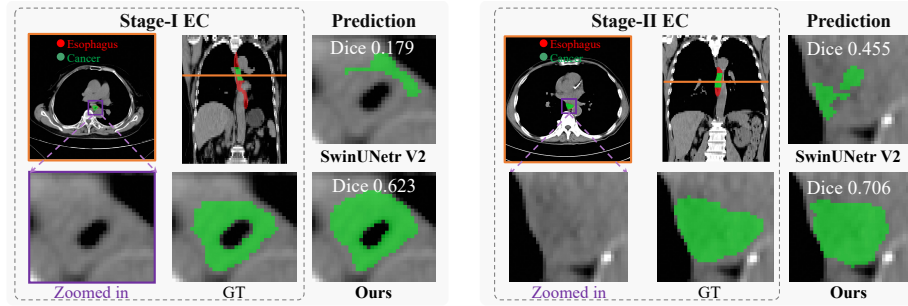 Stage-I EC
Prediction
Esophagus
Cancer
Dice 0.179
SwinUNetr V2
Dice 0.623
Zoomed in
GT
Ours
Stage-II EC
Prediction
Esophagus
Cancer
Dice 0.455
SwinUNetr V2
Dice 0.706
Zoomed in
GT
Ours